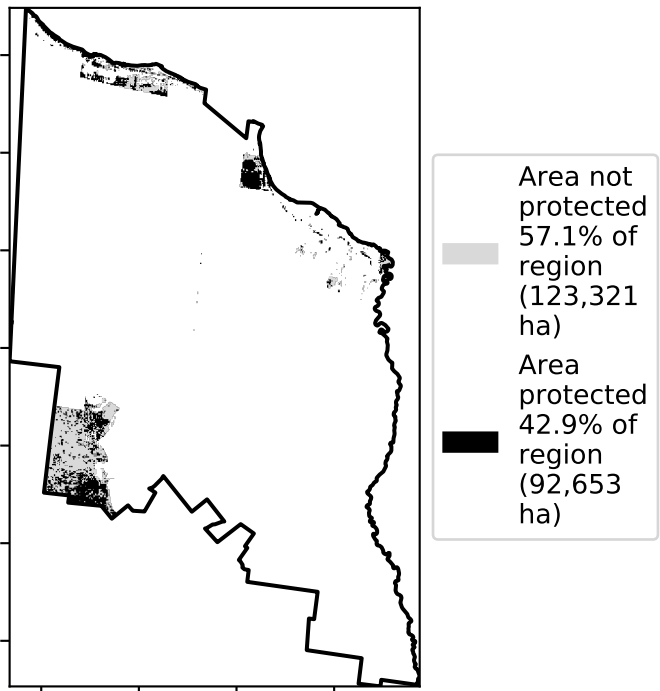 Area not
protected
57.1% of
region
(123,321
ha)
Area
protected
42.9% of
region
(92,653
ha)